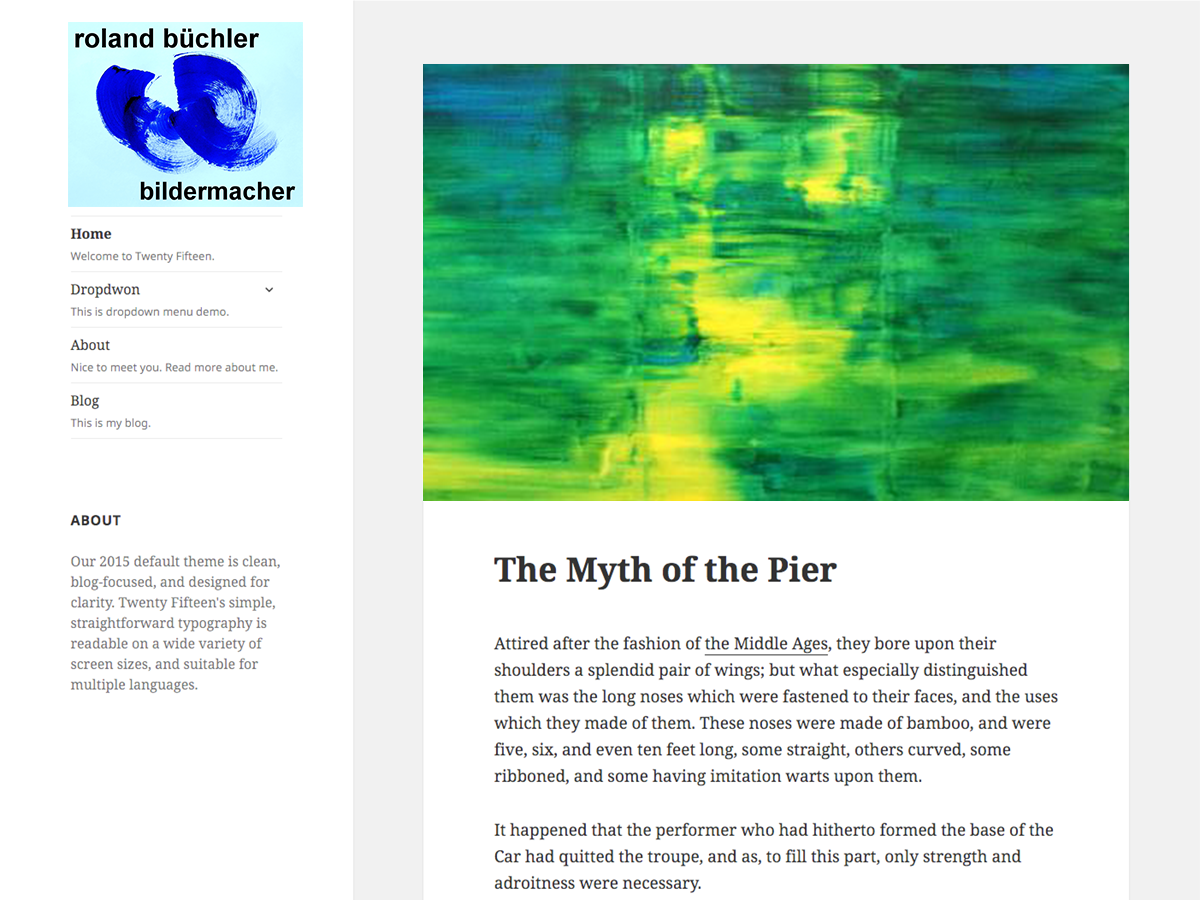 roland büchler
bildermacher
Home
Welcome to Twenty Fifteen.
Dropdwon
This is dropdown menu demo.
About
Nice to meet you. Read more about me.
Blog
This is my blog.
ABOUT
Our 2015 default theme is clean,
blog-focused, and designed for
clarity. Twenty Fifteen's simple,
straightforward typography is
readable on a wide variety of
screen sizes, and suitable for
multiple languages.
The Myth of the Pier
Attired after the fashion of the Middle Ages, they bore upon their
shoulders a splendid pair of wings; but what especially distinguished
them was the long noses which were fastened to their faces, and the uses
which they made of them. These noses were made of bamboo, and were
five, six, and even ten feet long, some straight, others curved, some
ribboned, and some having imitation warts upon them.
It happened that the performer who had hitherto formed the base of the
Car had quitted the troupe, and as, to fill this part, only strength and
adroitness were necessary.